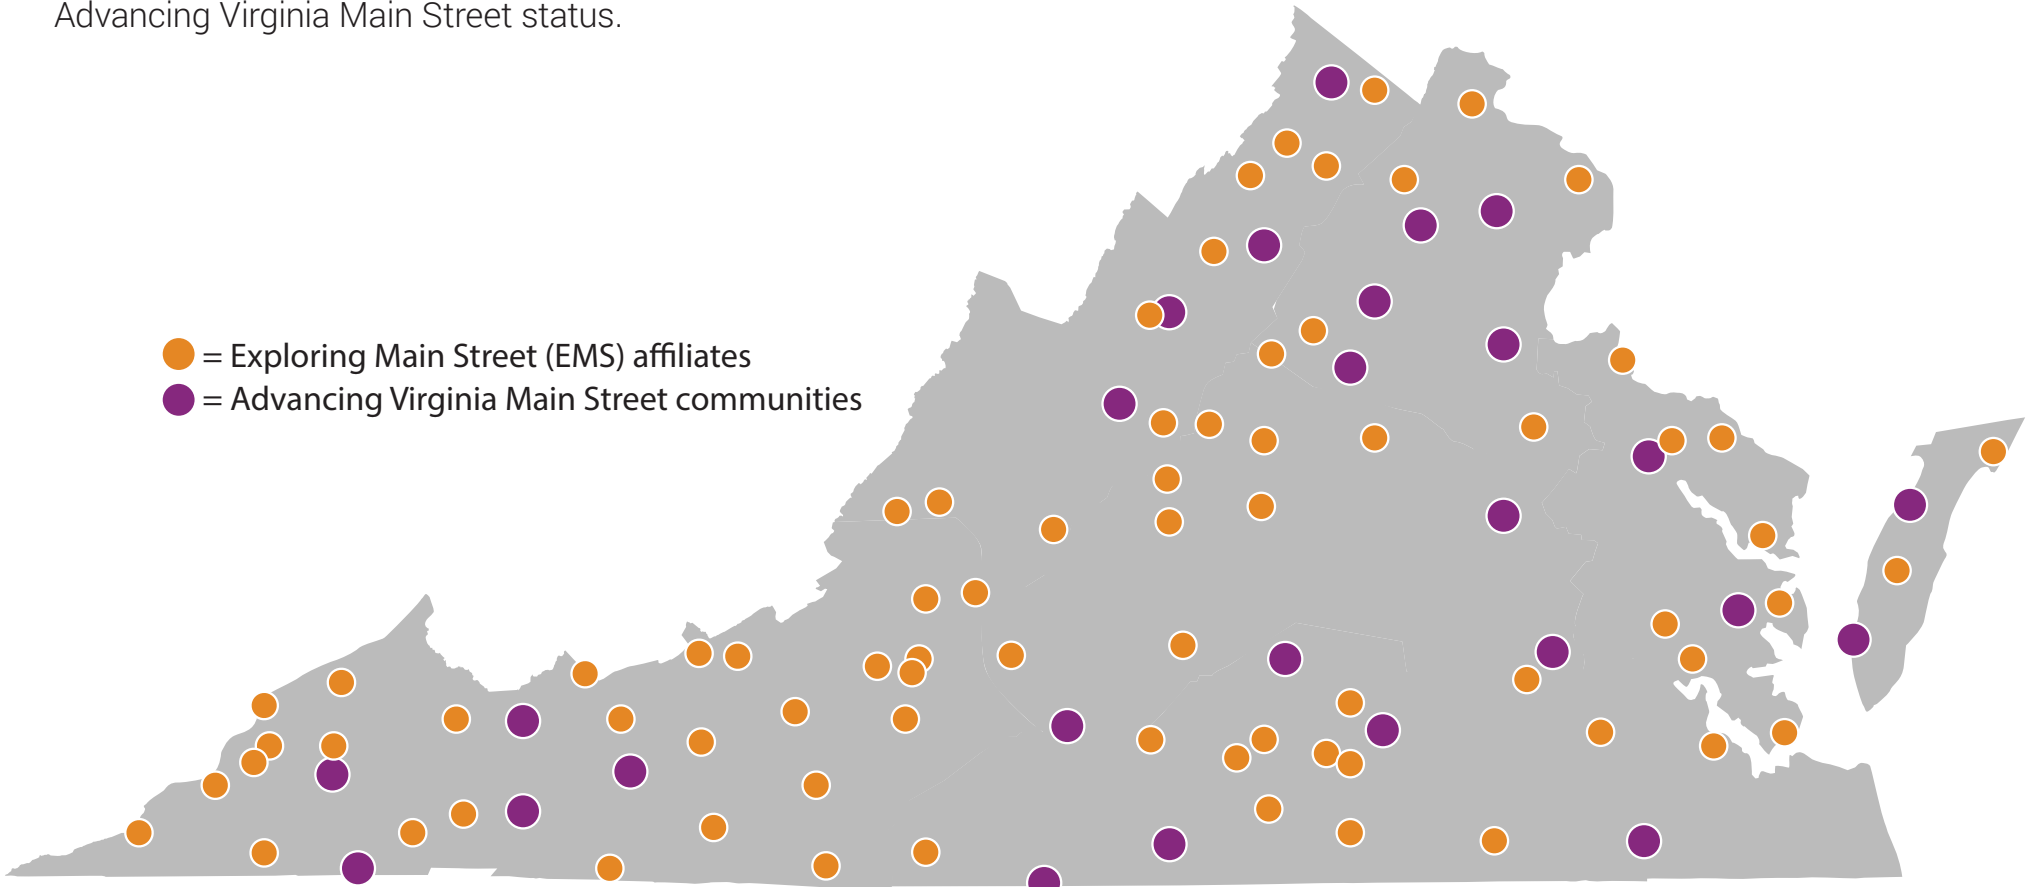 Advancing Virginia Main Street status.
= Exploring Main Street (EMS) affiliates
= Advancing Virginia Main Street communities